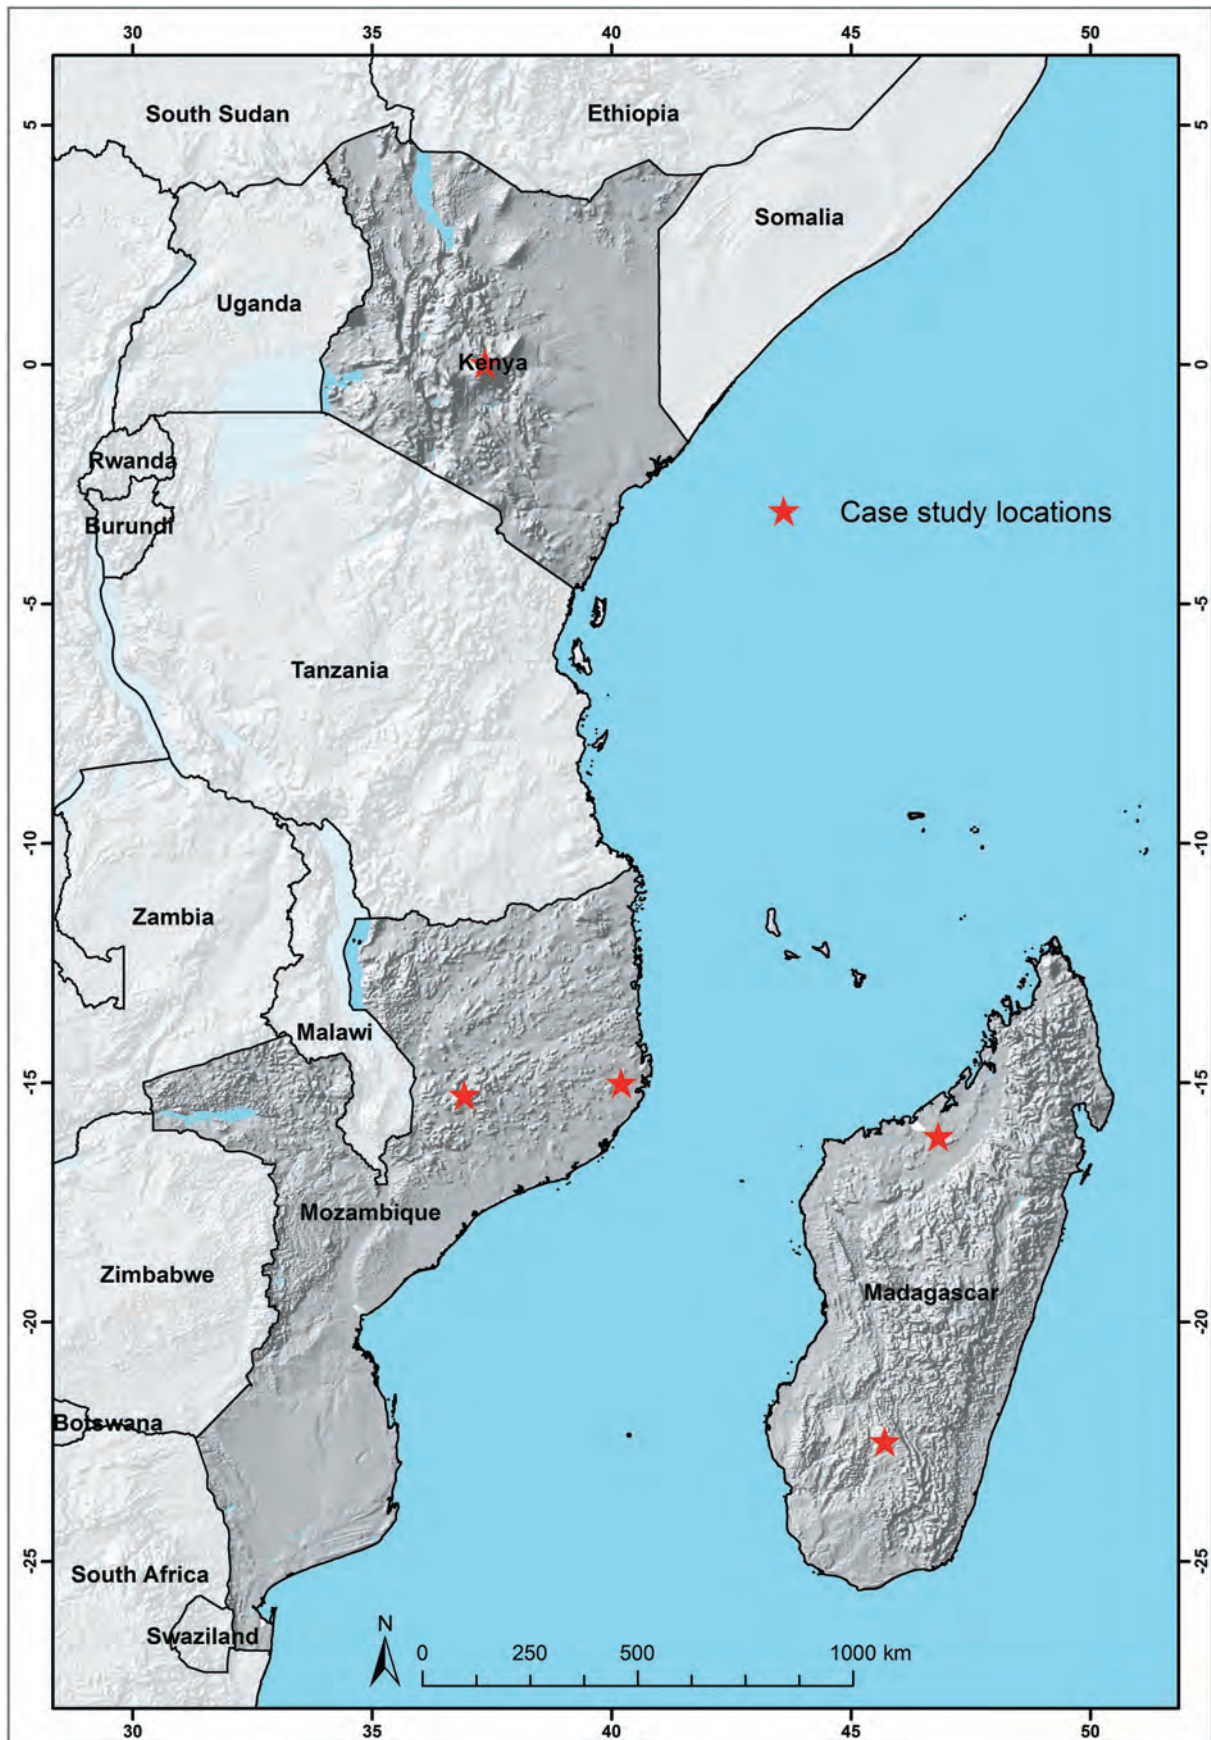 30 35 40 45 50
South Sudan
Ethiopia
5 5
Somalia
Uganda
Kenya
0 0
Rwanda
Case study locations
Burundi
-5 -5
Tanzania
-10 -10
Zambia
Malawi
-15 -15
Mozambique
Zimbabwe
Madagascar
-20 -20
Botswana
-25 -25
South Africa
N
Swaziland
0 250 500 1000 km
30 35 40 45 50